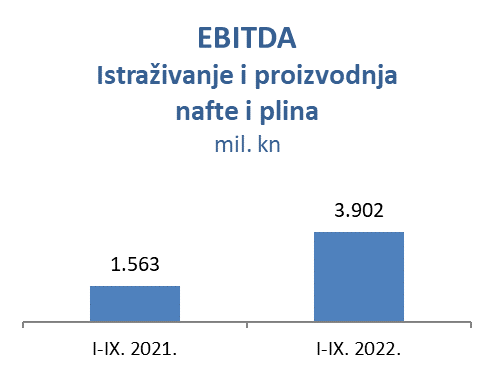 EBITDA
Istraživanje i proizvodnja
nafte i plina
mil. kn
3.902
1.563
I-IX. 2021.
I-IX. 2022.